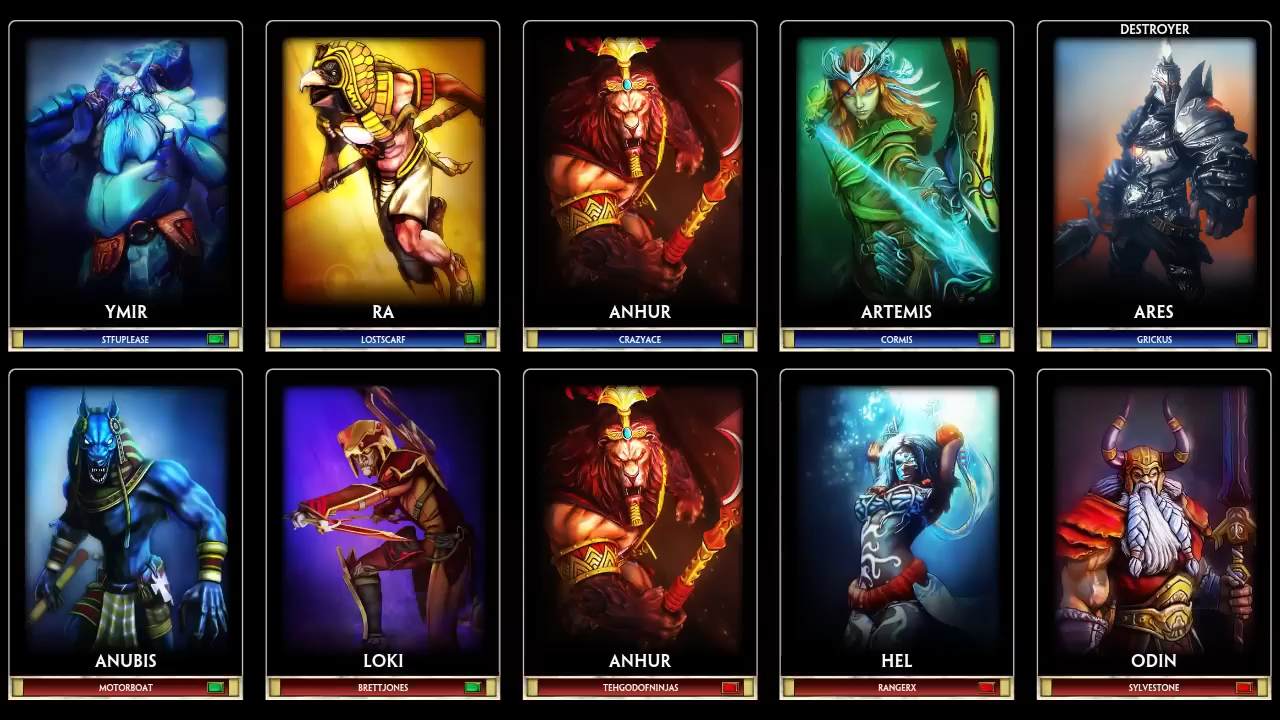 DESTROYER
YMIR
RA
ANHUR
ARTEMIS
ARES
STFUPLEASE
LOSTSCARF
CRAZYACE
CORMIS
GRICKUS
ANUBIS
LOKI
ANHUR
HEL
ODIN
MOTORBOAT
BRETTJONES
TEHGODOFNINJAS
RANGERX
SYLVESTONE